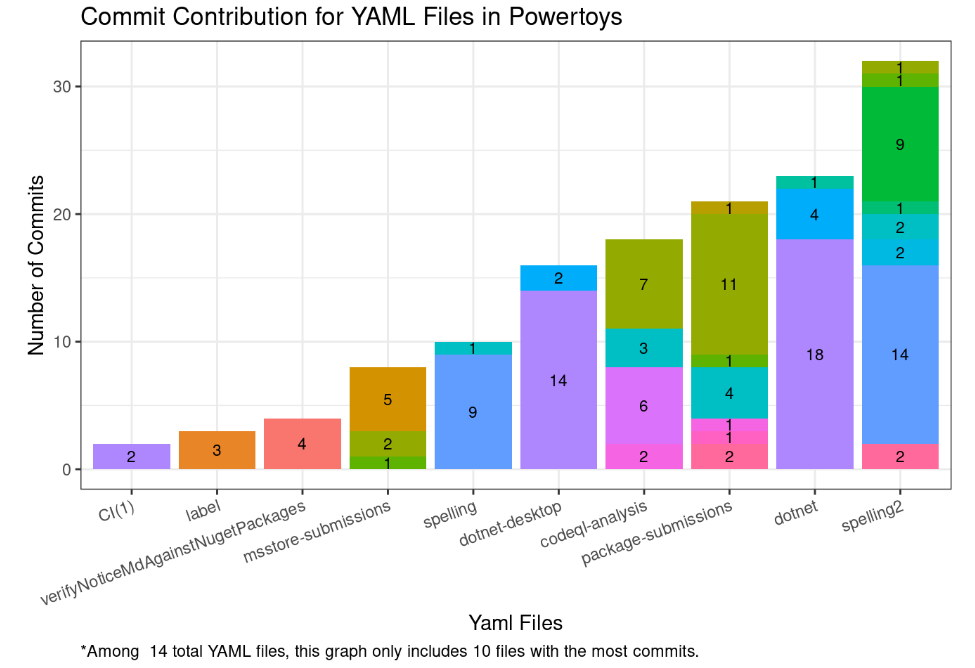 Commit Contribution for YAML Files in Powertoys
Number of Commits
30
20
10
0
2
3
4
5
2
1
1
9
2
14
7
3
6
2
1
11
1
4
1
1
2
1
4
18
1
1
9
1
2
2
14
2
CI(1)
label
verifyNoticeMdAgainstNugetPackages
msstore-submissions
spelling
dotnet-desktop
codeql-analysis
package-submissions
dotnet
spelling2
Yaml Files
*Among  14 total YAML files, this graph only includes 10 files with the most commits.